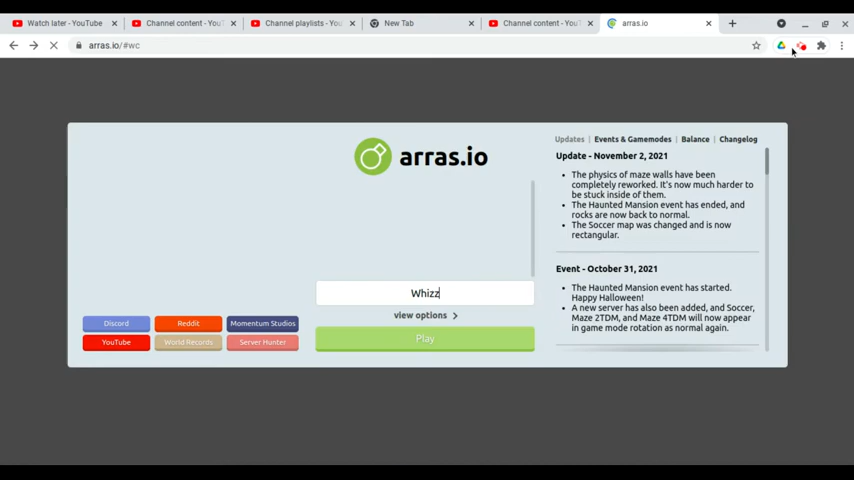 Watch later - YouTube
Channel content - YouT
Channel playlists - You
New Tab
Channel content - YouT
arras.io
arras.io/#wc
arras.io
Whizz
view options
Play
Discord
Reddit
Momentum Studios
YouTube
World Records
Server Hunter
Updates
Events & Gamemodes
Balance
Changelog
Update - November 2, 2021
• The physics of maze walls have been
completely reworked. It's now much harder to
be stuck inside of them.
• The Haunted Mansion event has ended, and
rocks are now back to normal.
• The Soccer map was changed and is now
rectangular.
Event - October 31, 2021
• The Haunted Mansion event has started.
Happy Halloween!
• A new server has also been added, and Soccer,
Maze 2TDM, and Maze 4TDM will now appear
in game mode rotation as normal again.